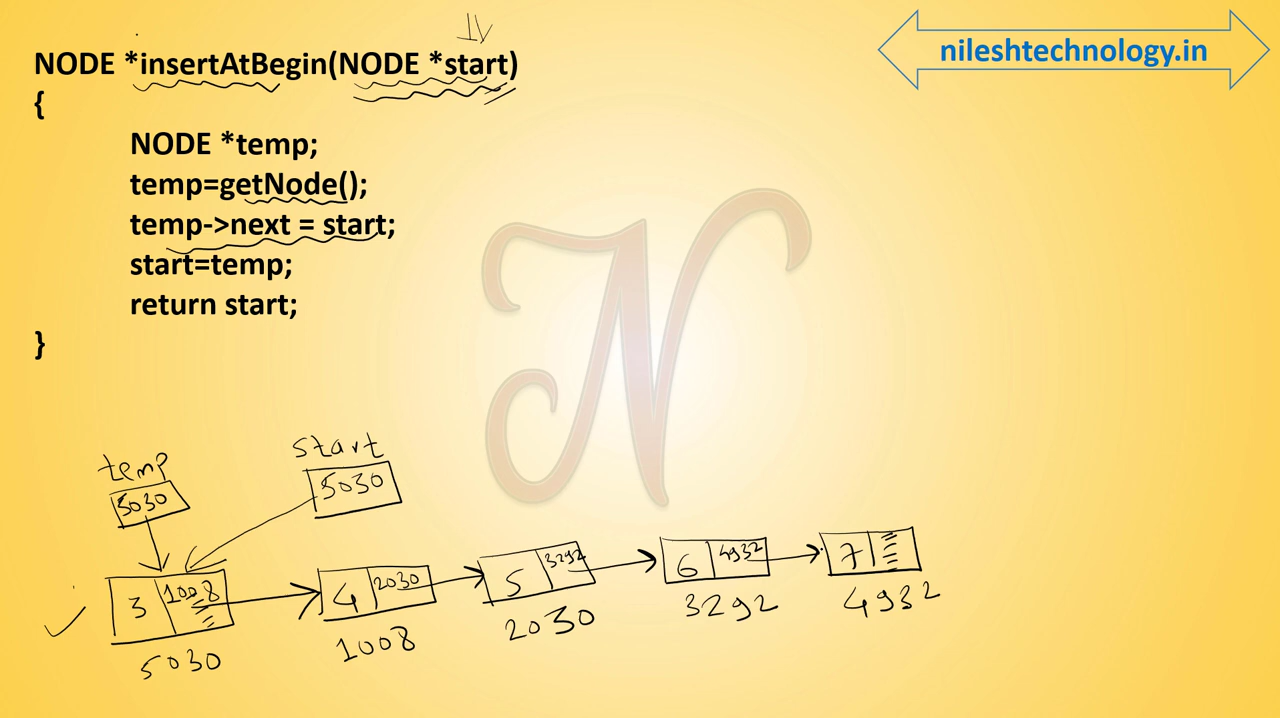 nileshtechnology.in
NODE *insertAtBegin(NODE *start)
{
NODE *temp;
temp=getNode();
temp->next = start;
start=temp;
return start;
}
temp
start
5030
5030
3 1008
4 2030
5 3292
6 4932
7
5030
1008
2030
3292
4932
N